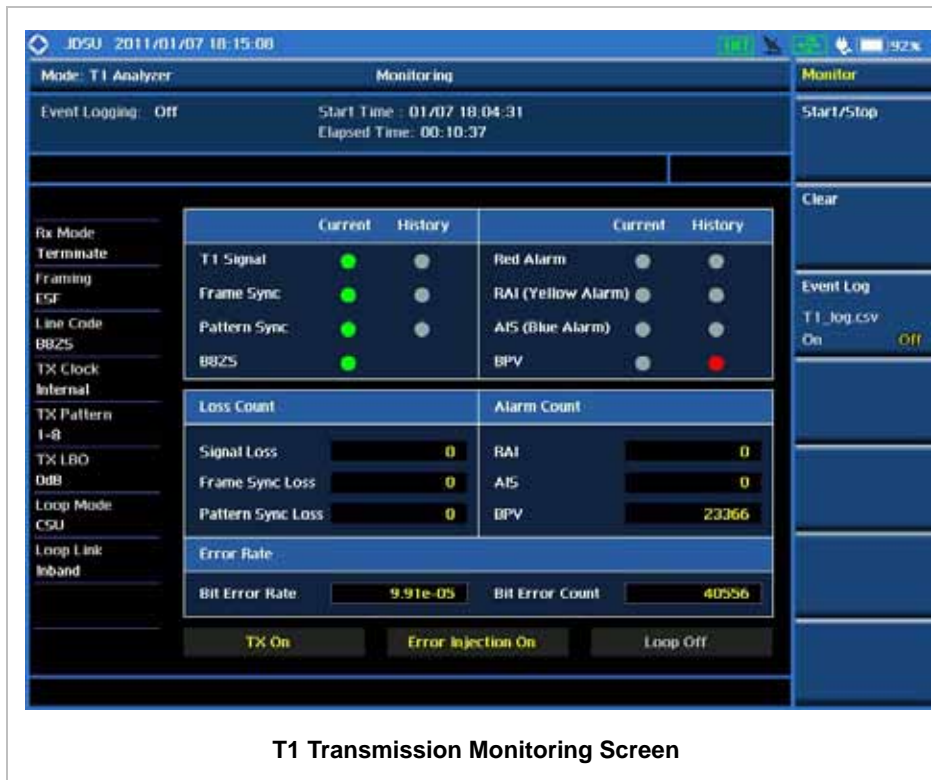 JDSU 2011/01/07 18:15:08
92%
Mode: T1 Analyzer
Monitoring
Event Logging: Off
Start Time : 01/07 18:04:31
Elapsed Time: 00:10:37
Monitor
Start/Stop
Clear
Event Log
T1_log.csv
On Off
Rx Mode
Terminate
Framing
ESF
Line Code
B8ZS
TX Clock
Internal
TX Pattern
1-8
TX LBO
0dB
Loop Mode
CSU
Loop Link
Inband
Current History
T1 Signal
Frame Sync
Pattern Sync
B8ZS
Current History
Red Alarm
RAI (Yellow Alarm)
AIS (Blue Alarm)
BPV
Loss Count
Signal Loss 0
Frame Sync Loss 0
Pattern Sync Loss 0
Alarm Count
RAI 0
AIS 0
BPV 23366
Error Rate
Bit Error Rate 9.91e-05
Bit Error Count 40556
TX On
Error Injection On
Loop Off
T1 Transmission Monitoring Screen